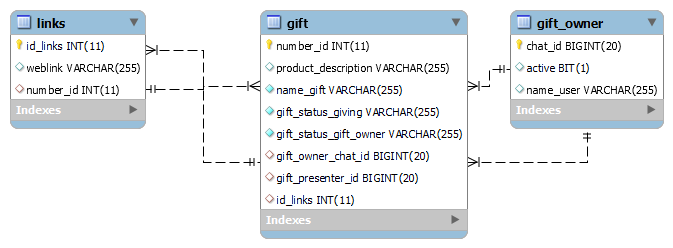 links
id_links INT(11)
weblink VARCHAR(255)
number_id INT(11)
Indexes
gift
number_id INT(11)
product_description VARCHAR(255)
name_gift VARCHAR(255)
gift_status_giving VARCHAR(255)
gift_status_gift_owner VARCHAR(255)
gift_owner_chat_id BIGINT(20)
gift_presenter_id BIGINT(20)
id_links INT(11)
Indexes
gift_owner
chat_id BIGINT(20)
active BIT(1)
name_user VARCHAR(255)
Indexes